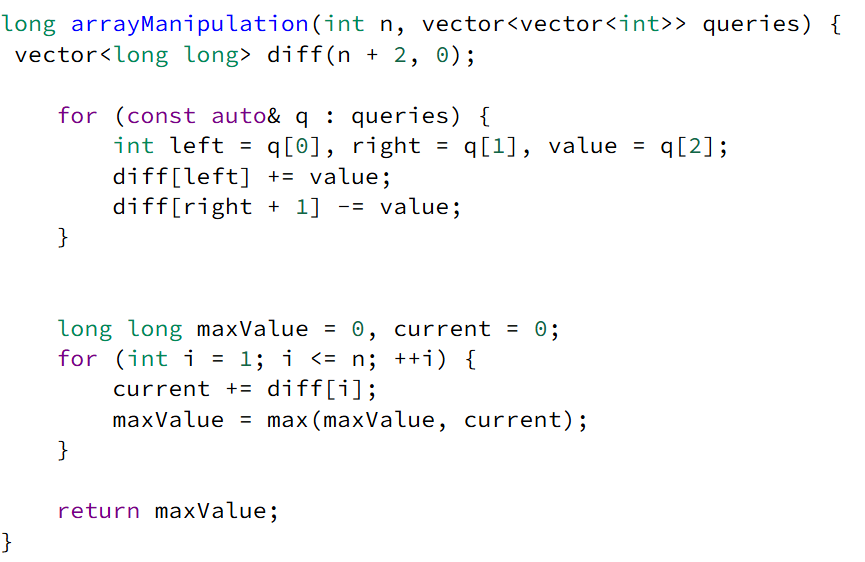 long arrayManipulation(int n, vector<vector<int>> queries) {
 vector<long long> diff(n + 2, 0);
    for (const auto& q : queries) {
        int left = q[0], right = q[1], value = q[2];
        diff[left] += value;
        diff[right + 1] -= value;
    }
    long long maxValue = 0, current = 0;
    for (int i = 1; i <= n; ++i) {
        current += diff[i];
        maxValue = max(maxValue, current);
    }
    return maxValue;
}